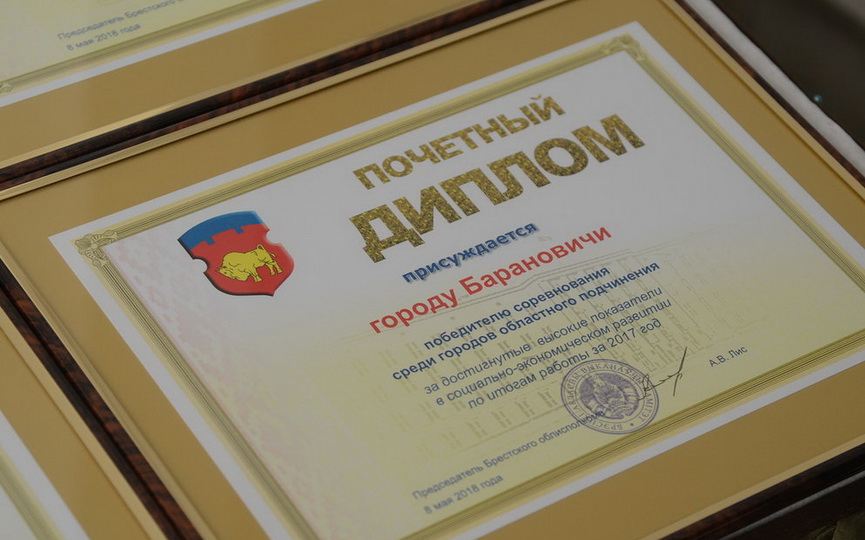 Председатель Брестского
8 мая 2018 года
ПОЧЕТНЫЙ
ДИПЛОМ
присуждается
городу Барановичи
победителю соревнования
среди городов областного подчинения
за достигнутые высокие показатели
в социально-экономическом развитии
по итогам работы за 2017 год
А.В. Лис
Председатель Брестского облисполкома
8 мая 2018 года